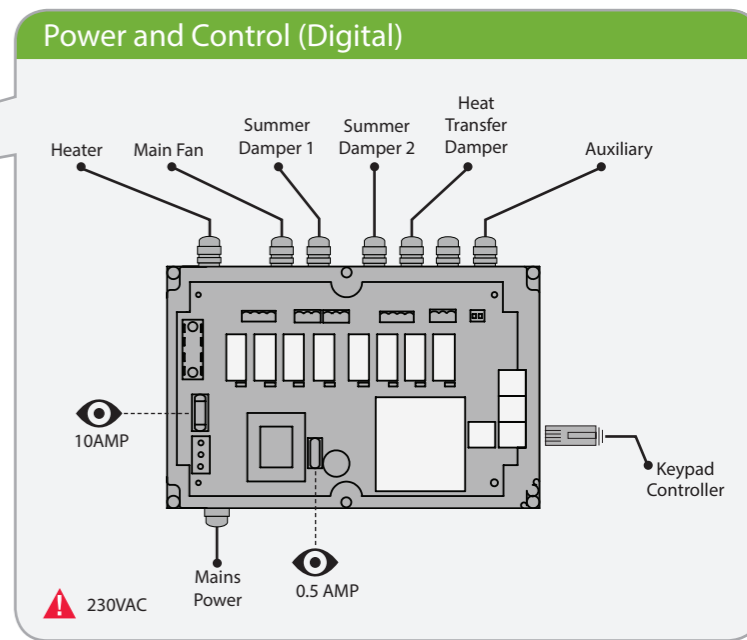 Power and Control (Digital)
Heater
Main Fan
Summer
Damper 1
Summer
Damper 2
Heat
Transfer
Damper
Auxiliary
10AMP
Keypad
Controller
Mains
Power
0.5 AMP
230VAC